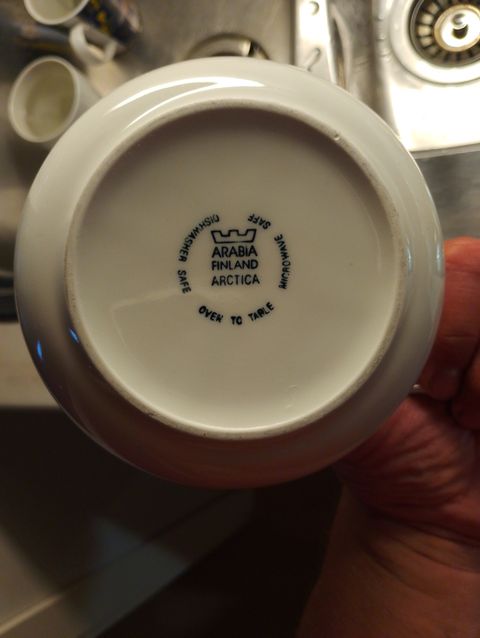 ARABIA
FINLAND
ARCTICA
DISHWASHER SAFE
OVEN TO TABLE
MICROWAVE SAFE